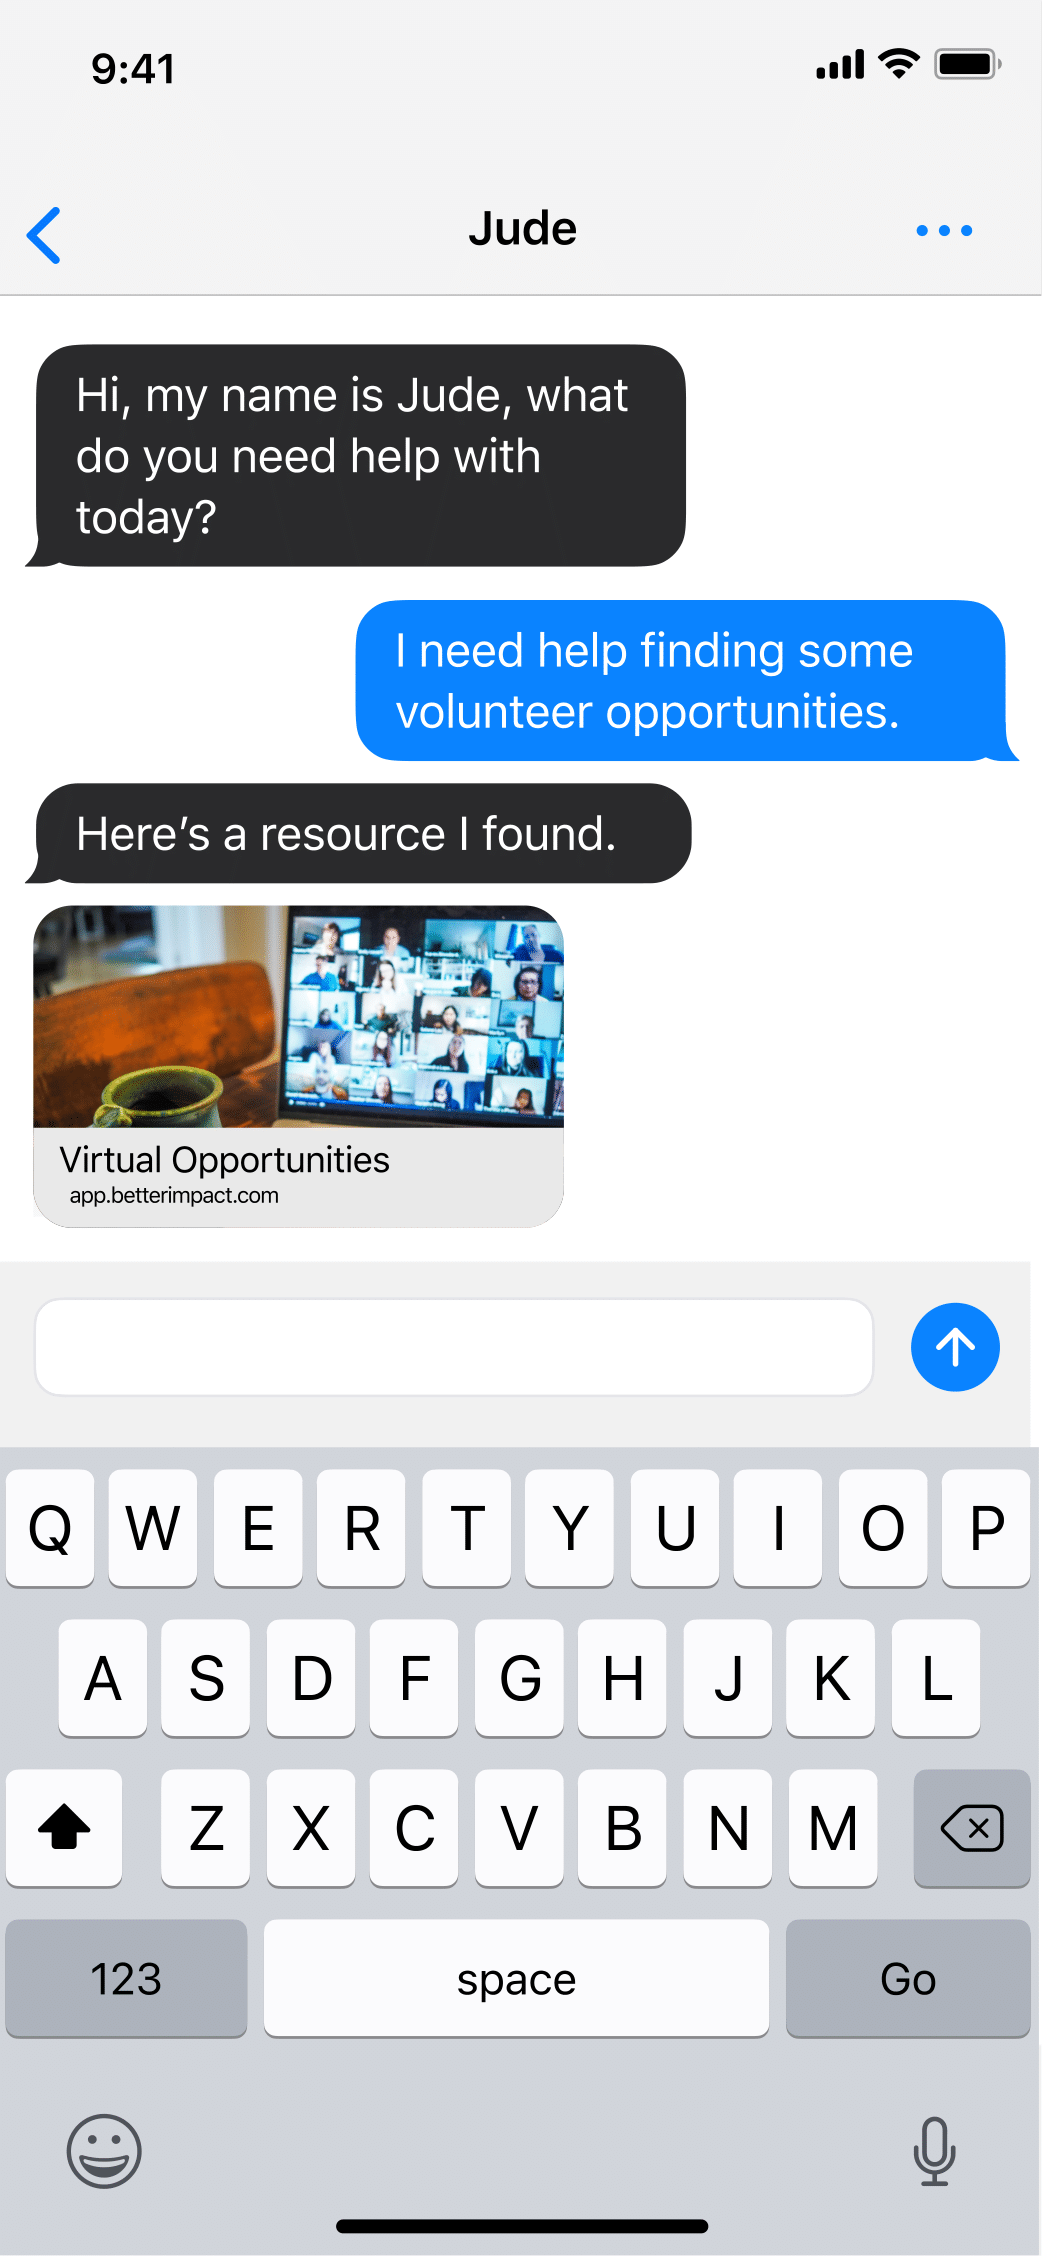 9:41
Jude
Hi, my name is Jude, what
do you need help with
today?
I need help finding some
volunteer opportunities.
Here’s a resource I found.
Virtual Opportunities
app.betterimpact.com
Q W E R T Y U I O P
A S D F G H J K L
Z X C V B N M
123 space Go